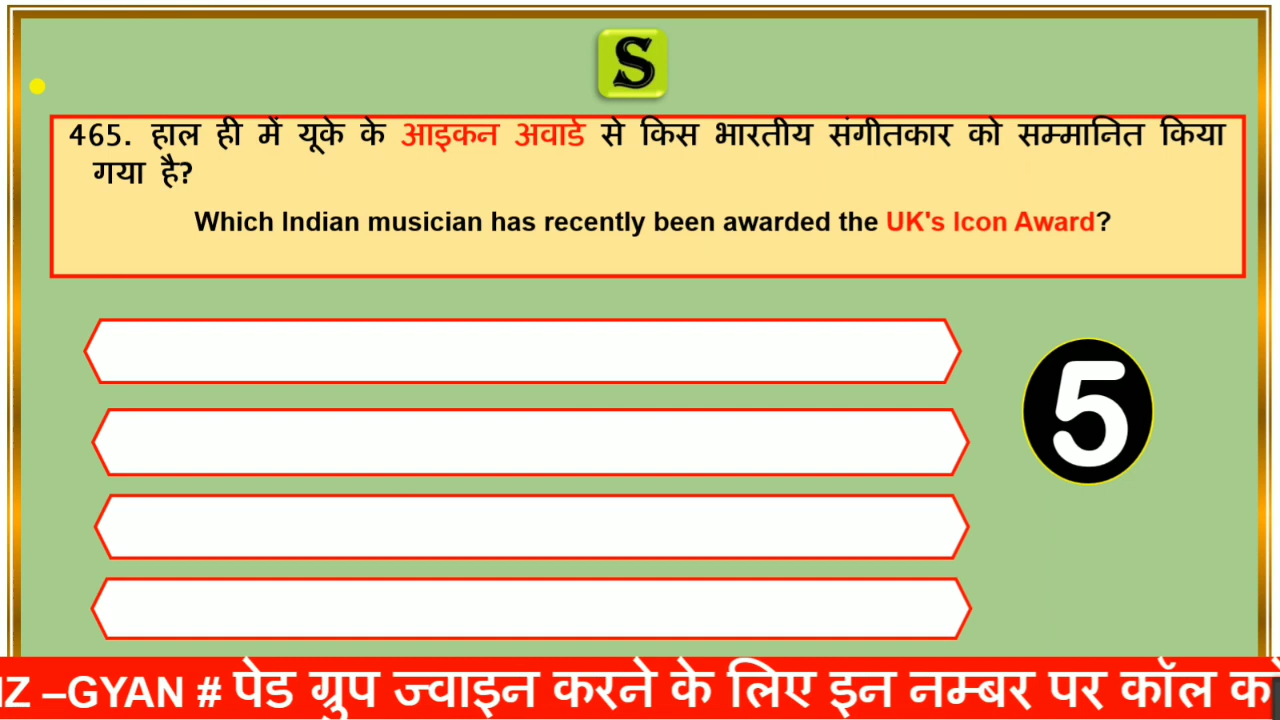 S
465. हाल ही में यूके के आइकन अवार्ड से किस भारतीय संगीतकार को सम्मानित किया
गया है?
Which Indian musician has recently been awarded the UK's Icon Award?
5
IZ –GYAN # पेड ग्रुप ज्वाइन करने के लिए इन नम्बर पर कॉल